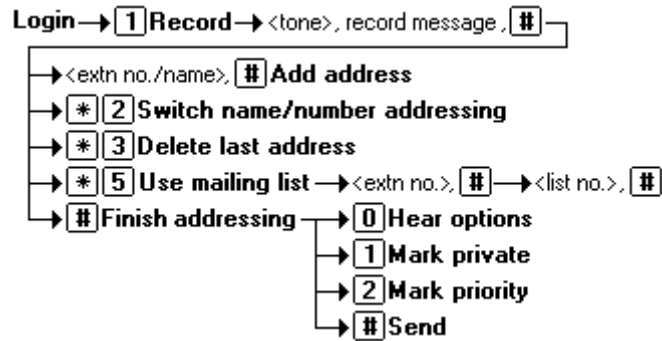 Login 1 Record <tone>, record message, #
<extn no./name>, # Add address
* 2 Switch name/number addressing
* 3 Delete last address
* 5 Use mailing list <extn no.>, # <list no.>, #
# Finish addressing 0 Hear options
1 Mark private
2 Mark priority
# Send